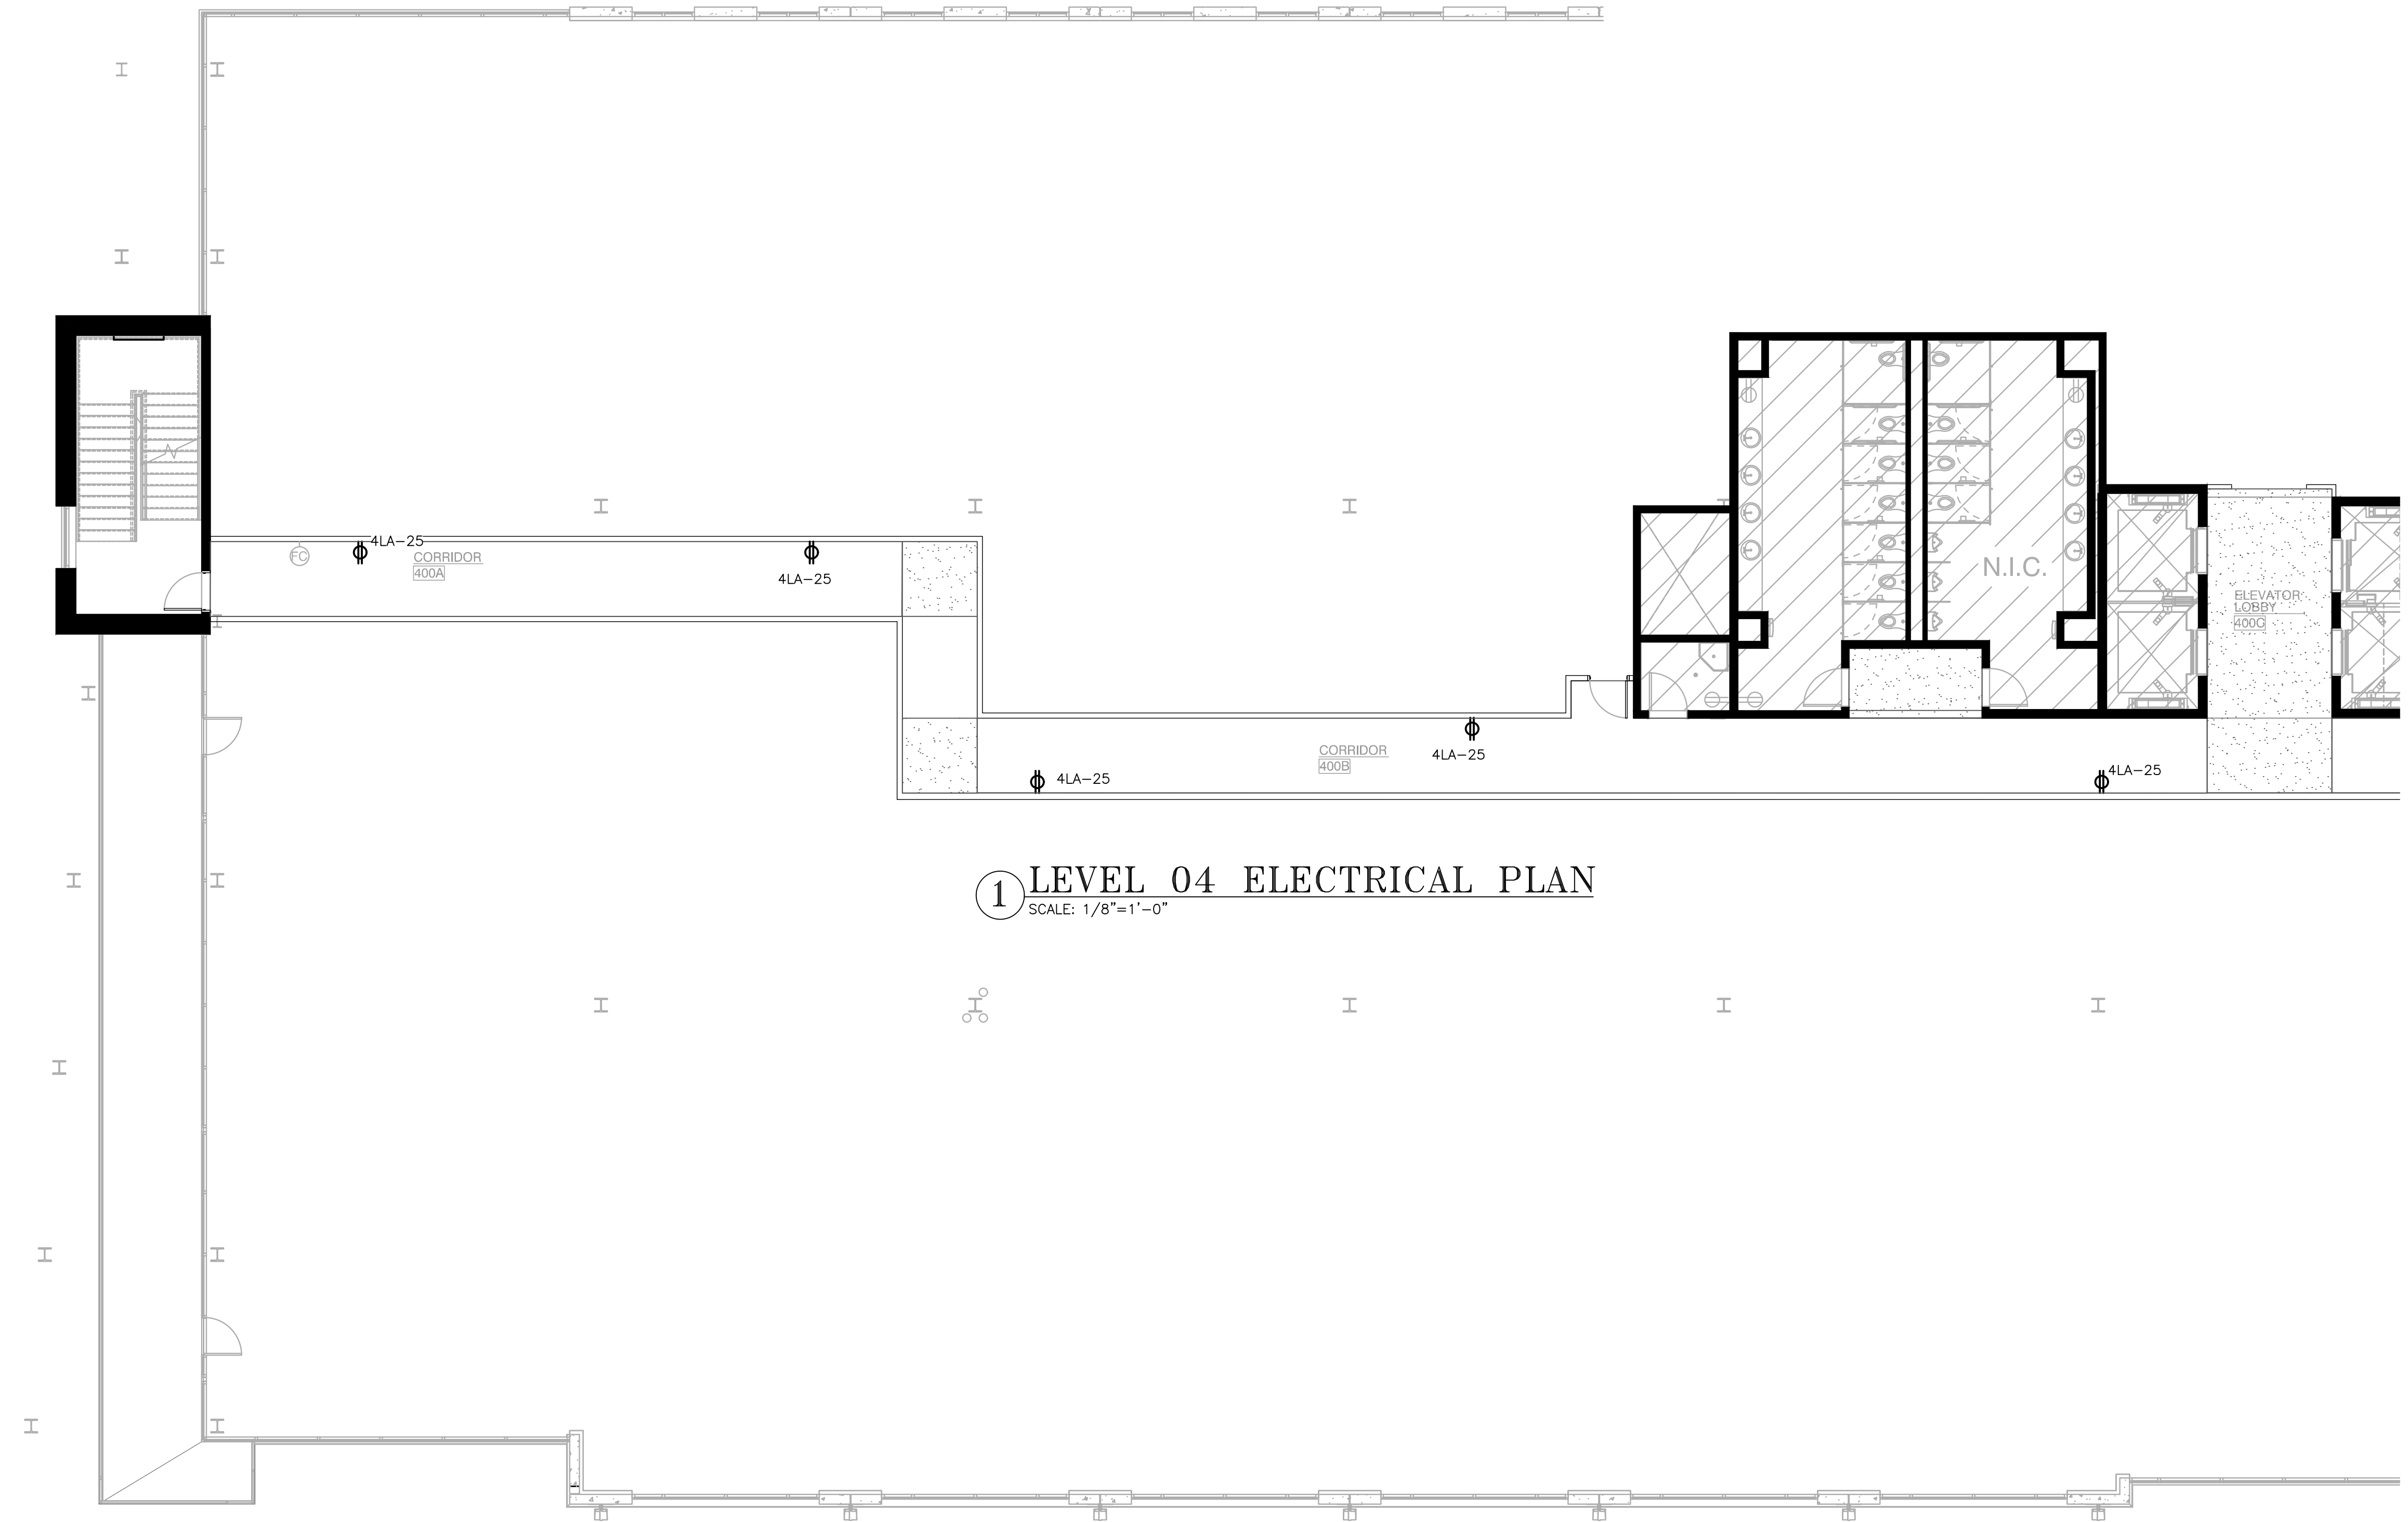 4LA-25
FC
CORRIDOR
400A
4LA-25
N.I.C.
ELEVATOR
LOBBY
400C
CORRIDOR
400B
4LA-25
4LA-25
4LA-25
1
LEVEL 04 ELECTRICAL PLAN
SCALE: 1/8"=1'-0"